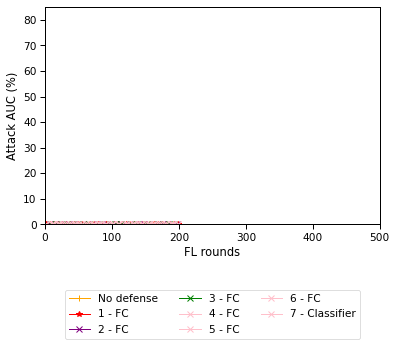 80
70
60
50
40
30
20
10
0
Attack AUC (%)
0 100 200 300 400 500
FL rounds
No defense 3 - FC 6 - FC
1 - FC 4 - FC 7 - Classifier
2 - FC 5 - FC